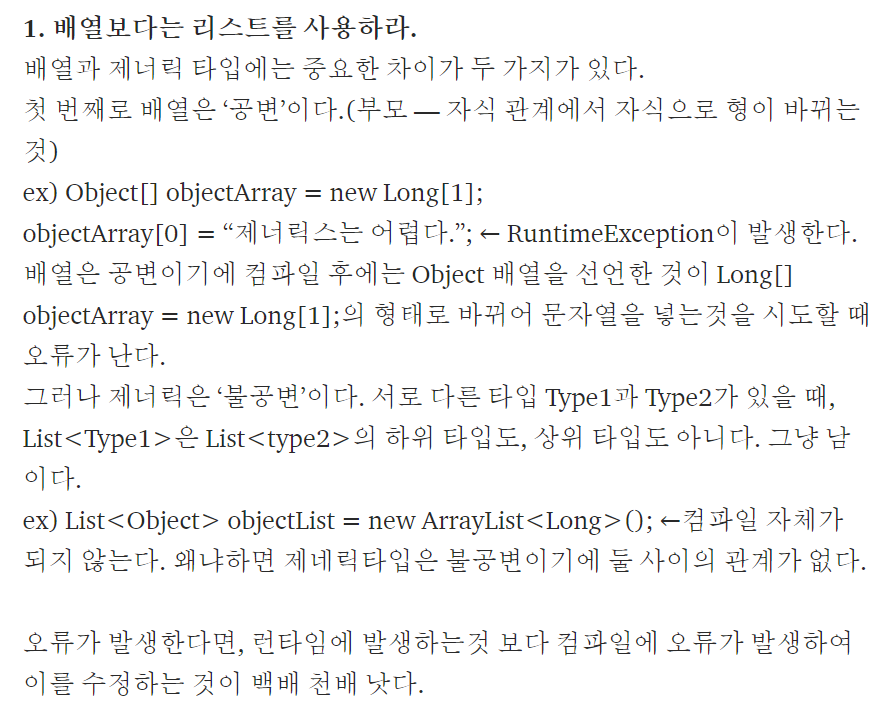 1. 배열보다는 리스트를 사용하라.
배열과 제너릭 타입에는 중요한 차이가 두 가지가 있다.
첫 번째로 배열은 ‘공변’이다.(부모 — 자식 관계에서 자식으로 형이 바뀌는
것)
ex) Object[] objectArray = new Long[1];
objectArray[0] = “제너릭스는 어렵다.”; ← RuntimeException이 발생한다.
배열은 공변이기에 컴파일 후에는 Object 배열을 선언한 것이 Long[]
objectArray = new Long[1];의 형태로 바뀌어 문자열을 넣는것을 시도할 때
오류가 난다.
그러나 제너릭은 ‘불공변’이다. 서로 다른 타입 Type1과 Type2가 있을 때,
List<Type1>은 List<type2>의 하위 타입도, 상위 타입도 아니다. 그냥 남
이다.
ex) List<Object> objectList = new ArrayList<Long>(); ←컴파일 자체가
되지 않는다. 왜냐하면 제네릭타입은 불공변이기에 둘 사이의 관계가 없다.
오류가 발생한다면, 런타임에 발생하는것 보다 컴파일에 오류가 발생하여
이를 수정하는 것이 백배 천배 낫다.